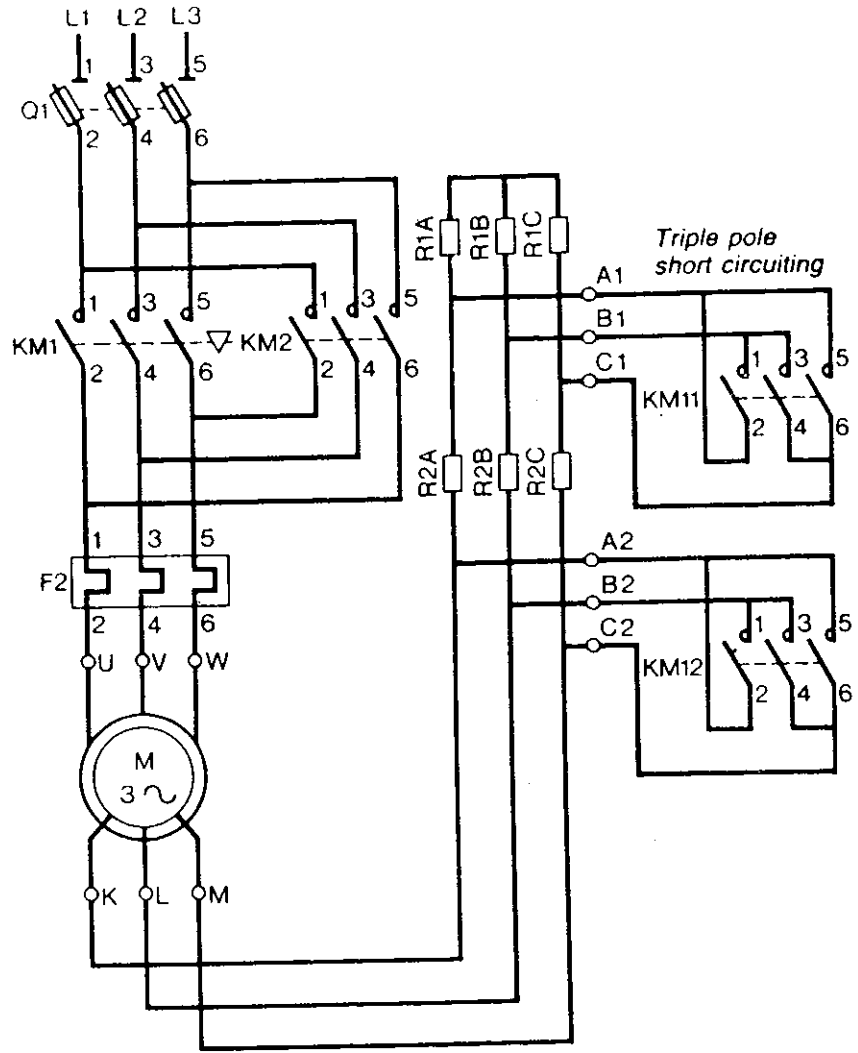 L1 L2 L3
1 3 5
Q1
2 4 6
R1A R1B R1C
Triple pole
short circuiting
A1
B1
C1
1 3 5
KM1
2 4 6
1 3 5
KM2
2 4 6
1 3 5
KM11
2 4 6
R2A R2B R2C
1 3 5
F2
2 4 6
A2
B2
C2
1 3 5
KM12
2 4 6
U V W
M
3 ~
K L M